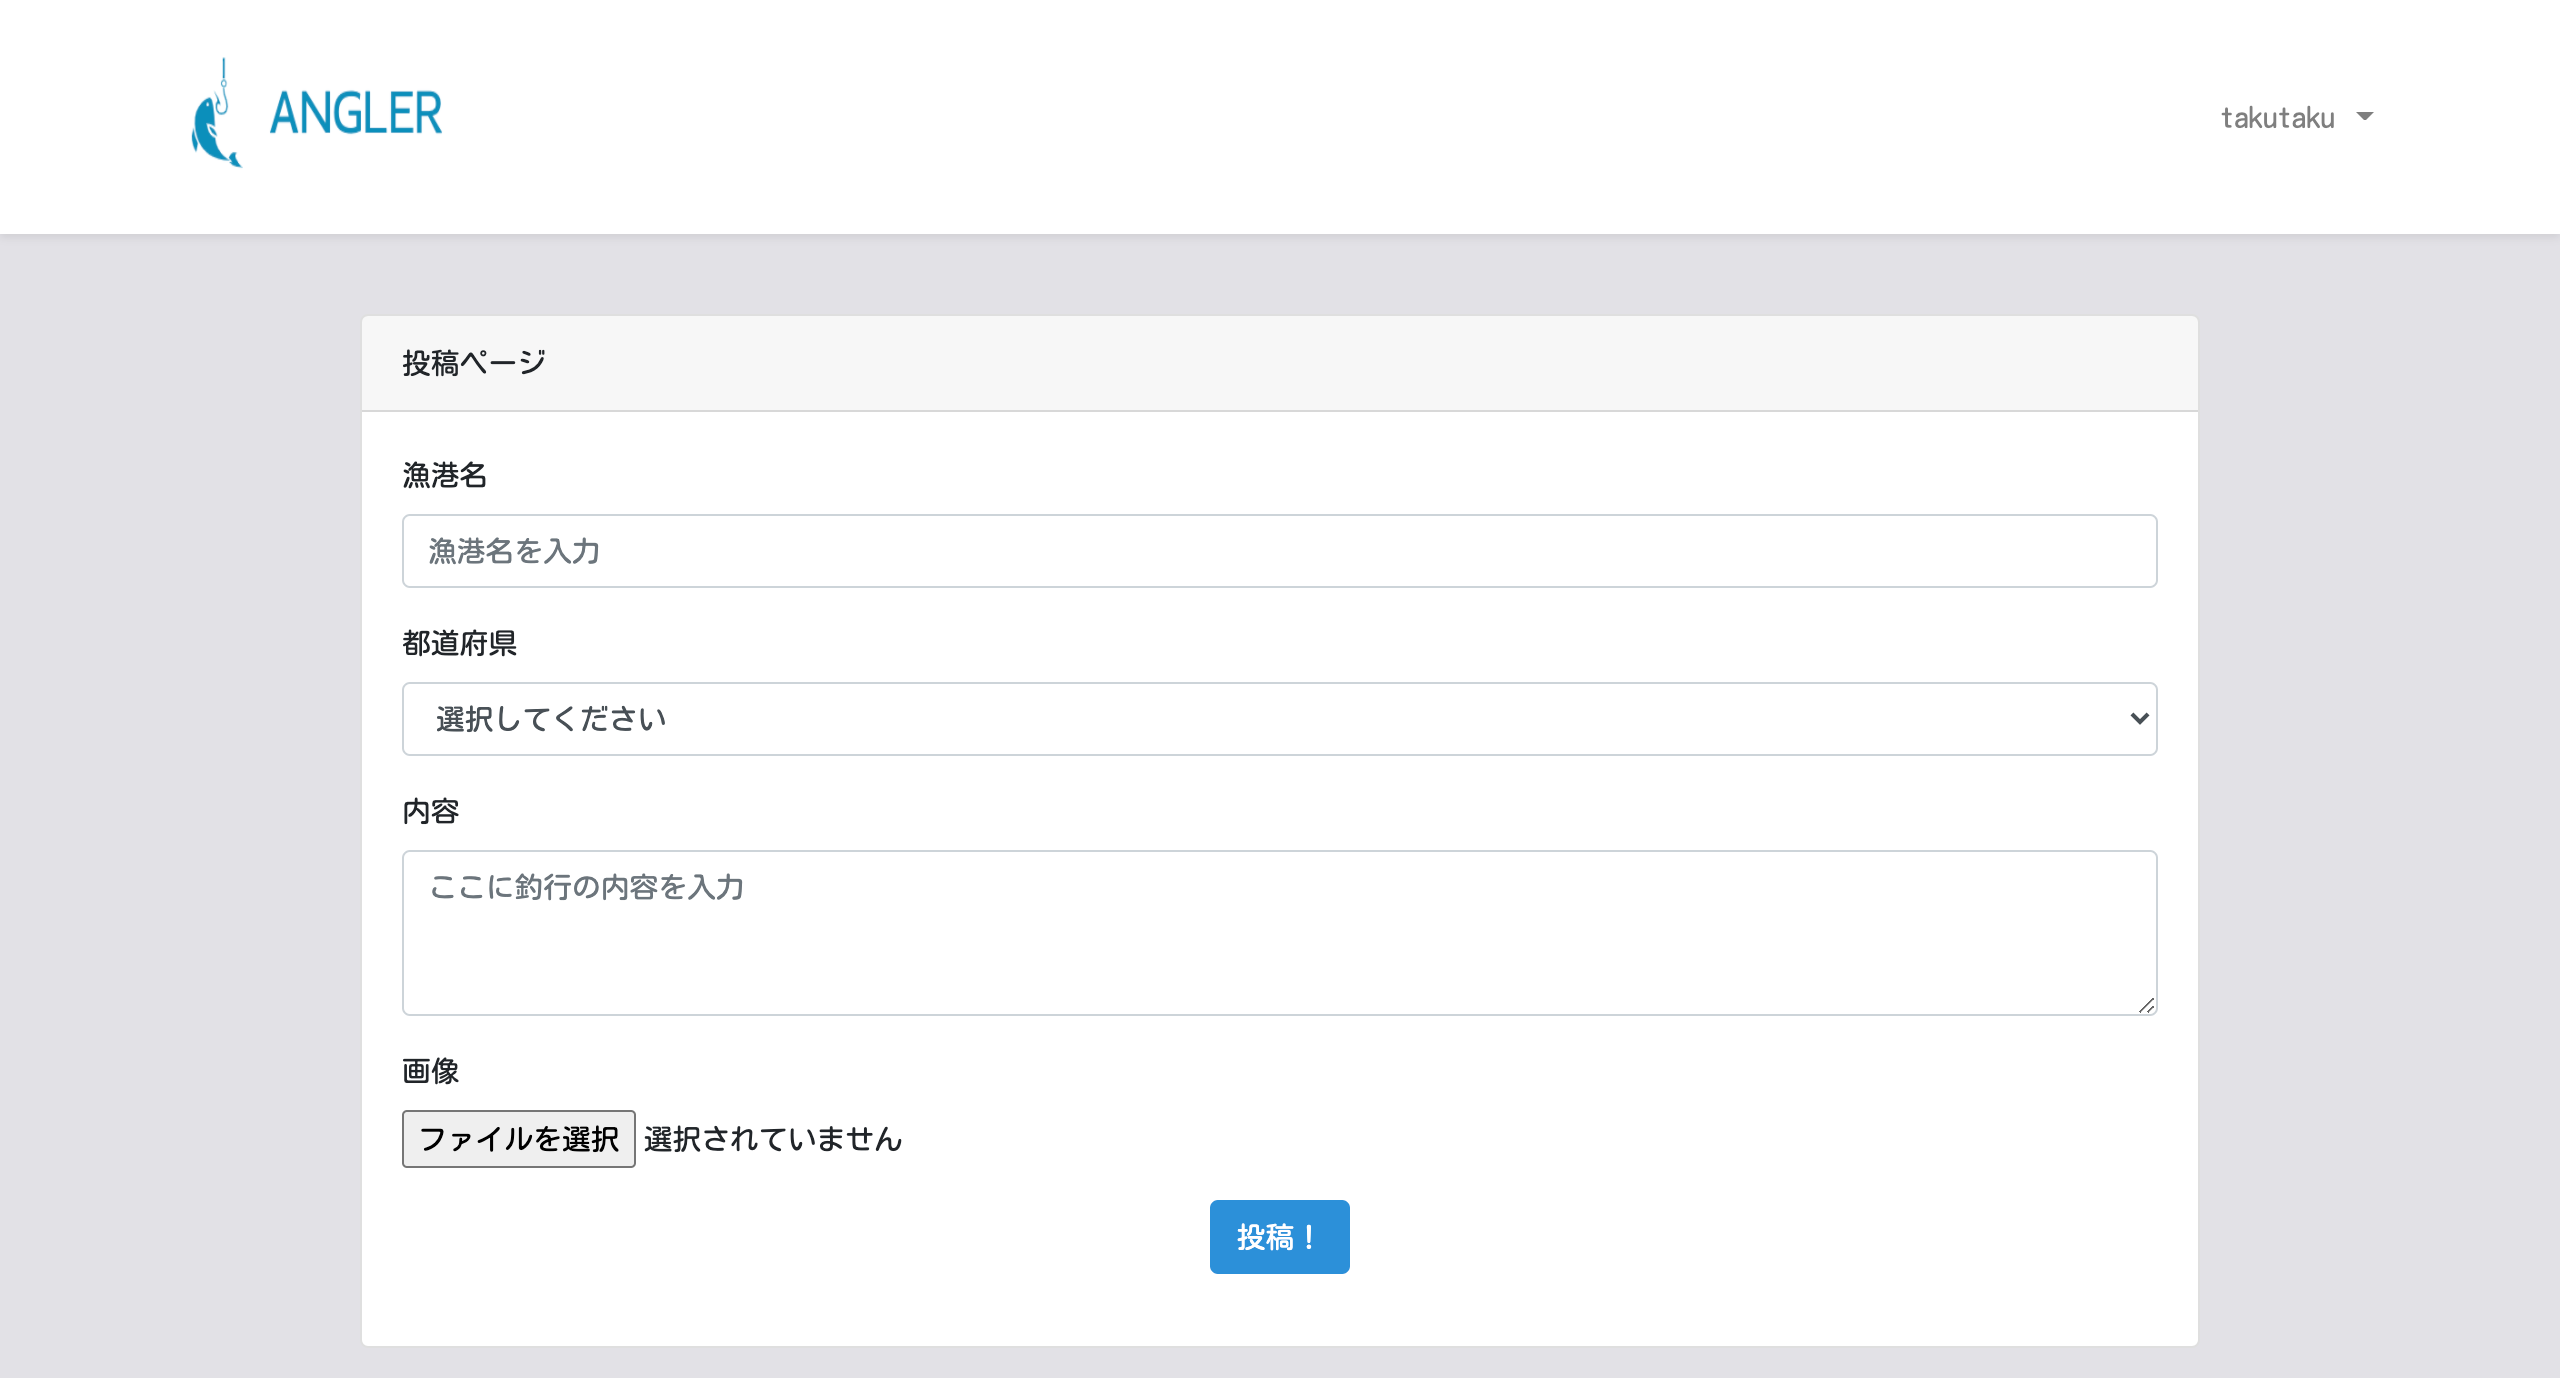 ANGLER
takutaku
投稿ページ
漁港名
漁港名を入力
都道府県
選択してください
内容
ここに釣行の内容を入力
画像
ファイルを選択 選択されていません
投稿！